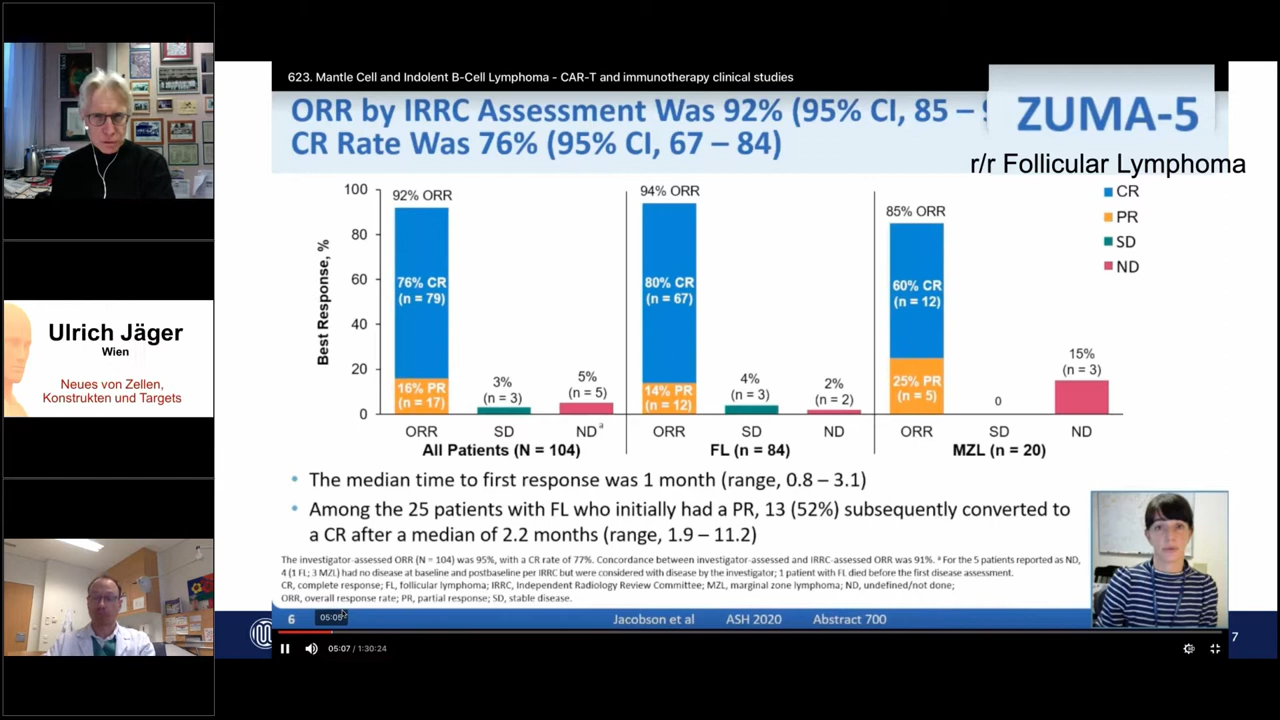 623. Mantle Cell and Indolent B-Cell Lymphoma - CAR-T and immunotherapy clinical studies
ORR by IRRC Assessment Was 92% (95% CI, 85 –
CR Rate Was 76% (95% CI, 67 – 84)
ZUMA-5
r/r Follicular Lymphoma
CR
PR
SD
ND
Best Response, %
100
80
60
40
20
0
92% ORR
76% CR
(n = 79)
16% PR
(n = 17)
3%
(n = 3)
5%
(n = 5)
ORR
SD
ND a
All Patients (N = 104)
94% ORR
80% CR
(n = 67)
14% PR
(n = 12)
4%
(n = 3)
2%
(n = 2)
ORR
SD
ND
FL (n = 84)
85% ORR
60% CR
(n = 12)
25% PR
(n = 5)
0
15%
(n = 3)
ORR
SD
ND
MZL (n = 20)
• The median time to first response was 1 month (range, 0.8 – 3.1)
• Among the 25 patients with FL who initially had a PR, 13 (52%) subsequently converted to
a CR after a median of 2.2 months (range, 1.9 – 11.2)
The investigator-assessed ORR (N = 104) was 95%, with a CR rate of 77%. Concordance between investigator-assessed and IRRC-assessed ORR was 91%. a For the 5 patients reported as ND,
4 (1 FL; 3 MZL) had no disease at baseline and postbaseline per IRRC but were considered with disease by the investigator; 1 patient with FL died before the first disease assessment.
CR, complete response; FL, follicular lymphoma; IRRC, Independent Radiology Review Committee; MZL, marginal zone lymphoma; ND, undefined/not done;
ORR, overall response rate; PR, partial response; SD, stable disease.
6
05:05
Jacobson et al ASH 2020 Abstract 700
7
05:07 / 1:30:24
Ulrich Jäger
Wien
Neues von Zellen,
Konstrukten und Targets